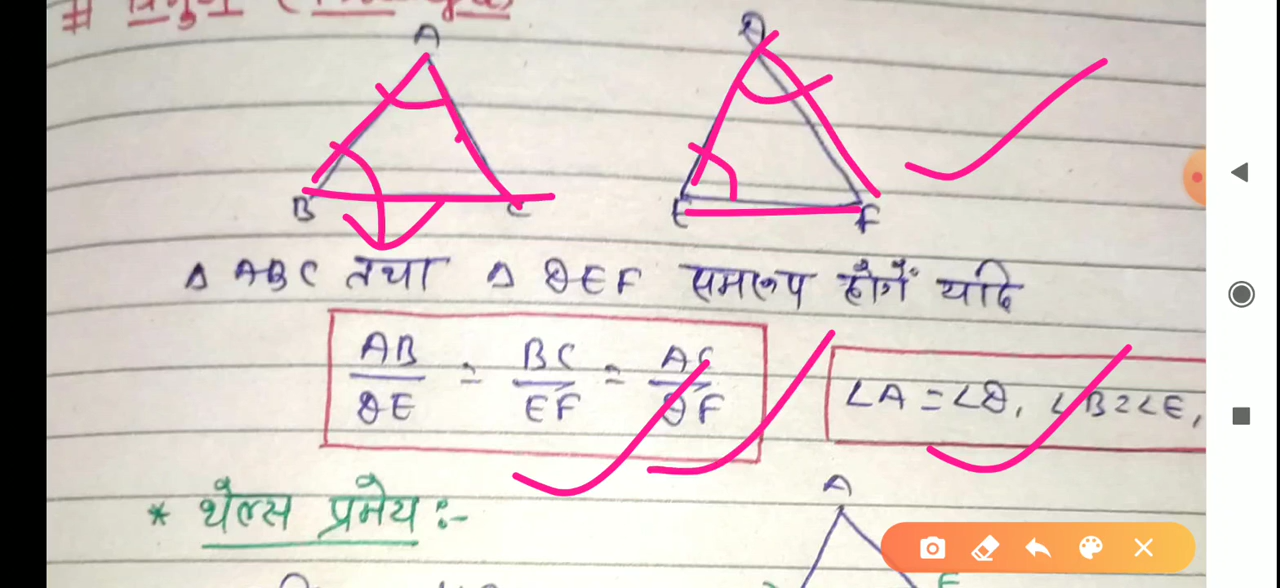 A
D
B
C
E
F
Δ ABC तथा Δ DEF समरूप होगें यदि
AB/DE = BC/EF = AC/DF
∠A = ∠D, ∠B = ∠E,
* थेल्स प्रमेय :-
A
E